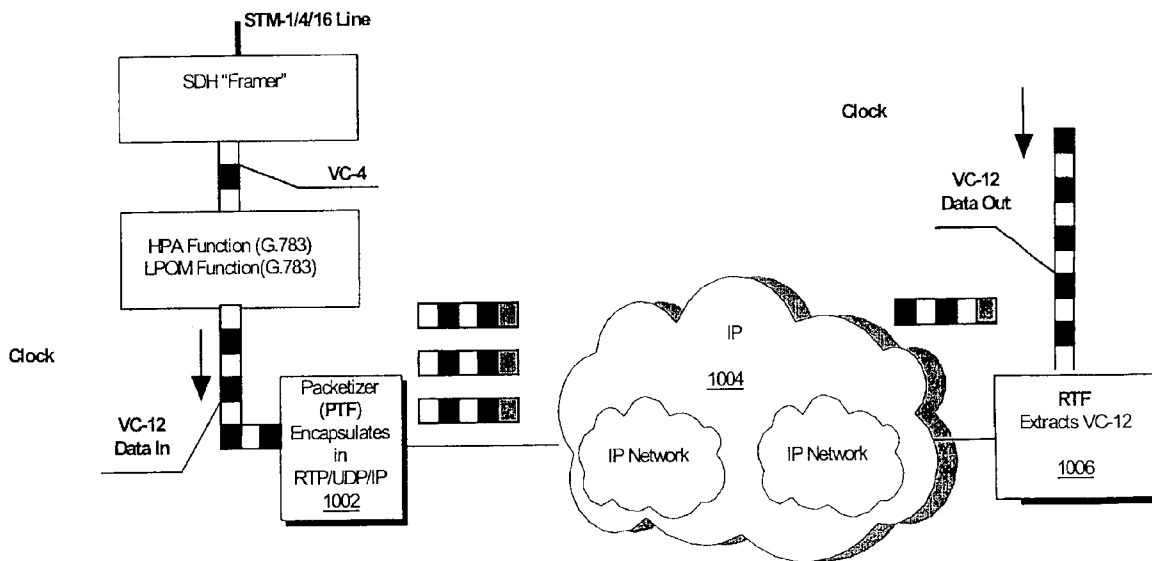 STM-1/4/16 Line
SDH "Framer"
VC-4
HPA Function (G.783)
LPOM Function(G.783)
Clock
VC-12
Data In
Packetizer
(PTF)
Encapsulates
in
RTP/UDP/IP
1002
IP
1004
IP Network
IP Network
Clock
VC-12
Data Out
RTF
Extracts VC-12
1006